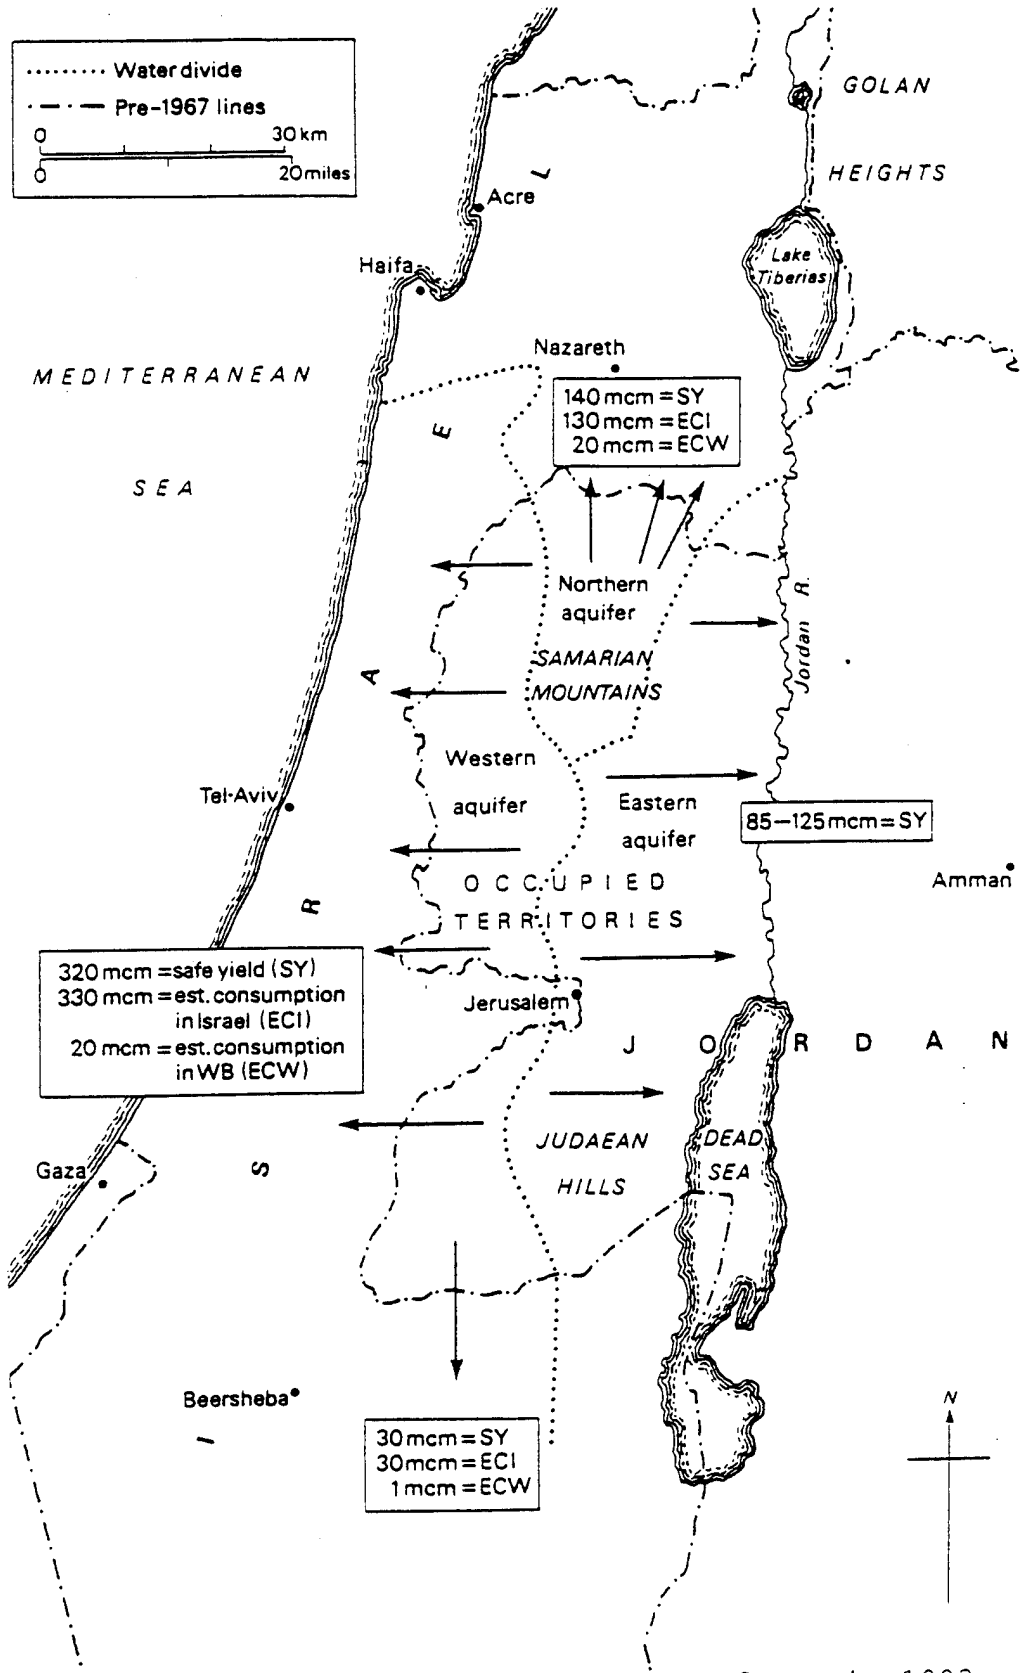 Water divide
Pre-1967 lines
0 30 km
0 20 miles
GOLAN
HEIGHTS
Acre
Haifa
Lake
Tiberias
Nazareth
MEDITERRANEAN
SEA
140 mcm = SY
130 mcm = ECI
20 mcm = ECW
Northern
aquifer
Jordan R.
SAMARIAN
MOUNTAINS
Western
aquifer
Tel-Aviv
Eastern
aquifer
85-125 mcm = SY
Amman
OCCUPIED
TERRITORIES
320 mcm = safe yield (SY)
330 mcm = est. consumption
in Israel (ECI)
20 mcm = est. consumption
in WB (ECW)
Jerusalem
JORDAN
JUDAEAN
HILLS
DEAD
SEA
Gaza
ISRAEL
Beersheba
30 mcm = SY
30 mcm = ECI
1 mcm = ECW
N